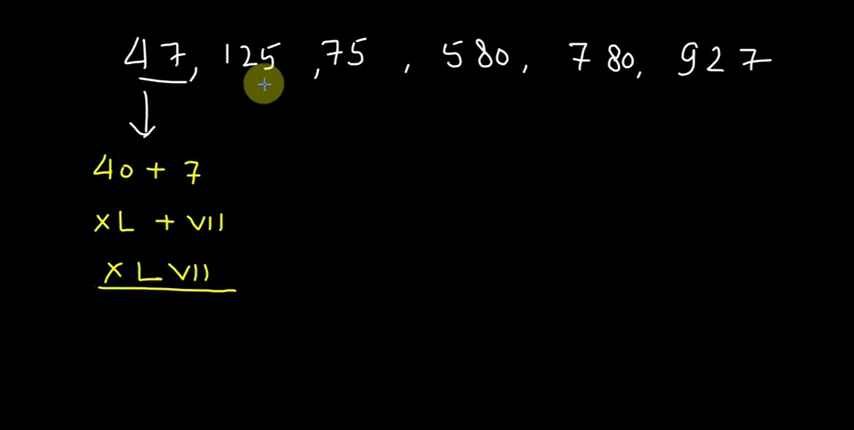 47, 125, 75, 580, 780, 927
40 + 7
XL + VII
XLVII